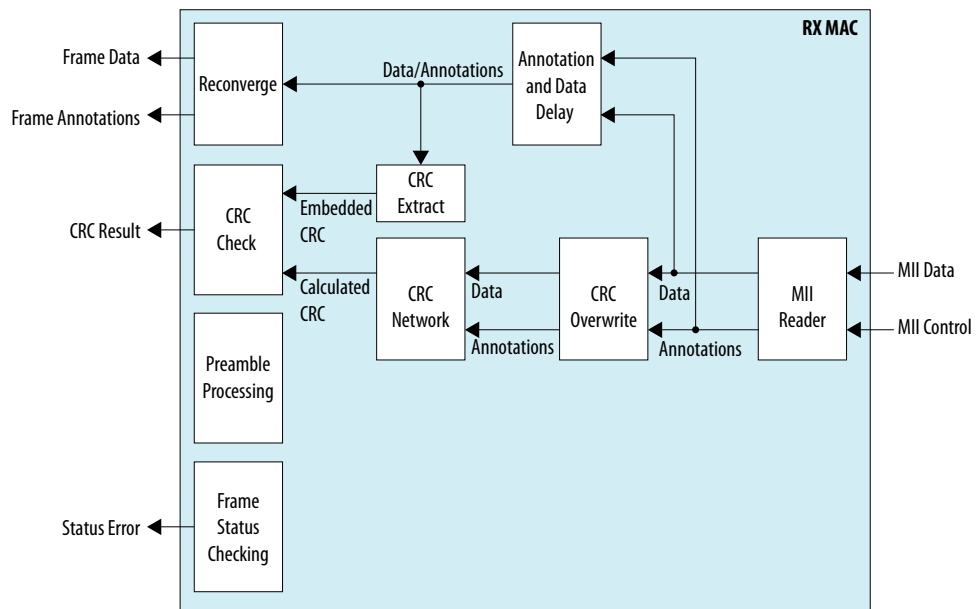 RX MAC
Frame Data
Frame Annotations
Reconverge
Data/Annotations
Annotation
and Data
Delay
CRC Result
CRC
Check
Embedded
CRC
CRC
Extract
Calculated
CRC
CRC
Network
Data
Annotations
CRC
Overwrite
Data
Annotations
MII
Reader
MII Data
MII Control
Preamble
Processing
Status Error
Frame
Status
Checking